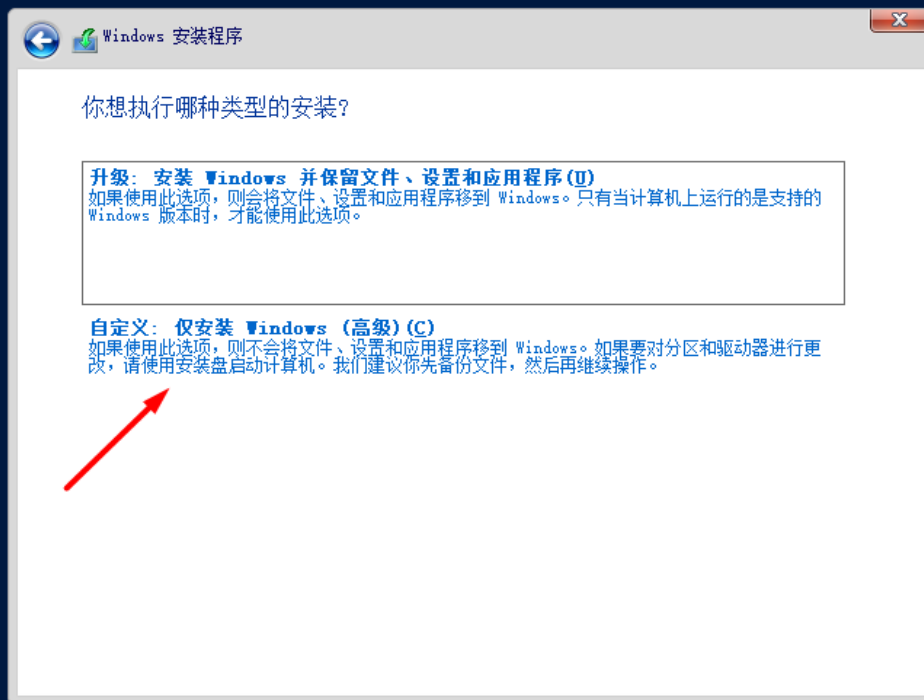 Windows 安装程序
你想执行哪种类型的安装?
升级: 安装 Windows 并保留文件、设置和应用程序(U)
如果使用此选项，则会将文件、设置和应用程序移到 Windows。只有当计算机上运行的是支持的
Windows 版本时，才能使用此选项。
自定义: 仅安装 Windows (高级)(C)
如果使用此选项，则不会将文件、设置和应用程序移到 Windows。如果要对分区和驱动器进行更
改，请使用安装盘启动计算机。我们建议你先备份文件，然后再继续操作。